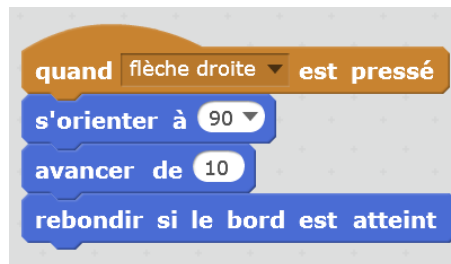 quand flèche droite est pressé
s'orienter à 90
avancer de 10
rebondir si le bord est atteint